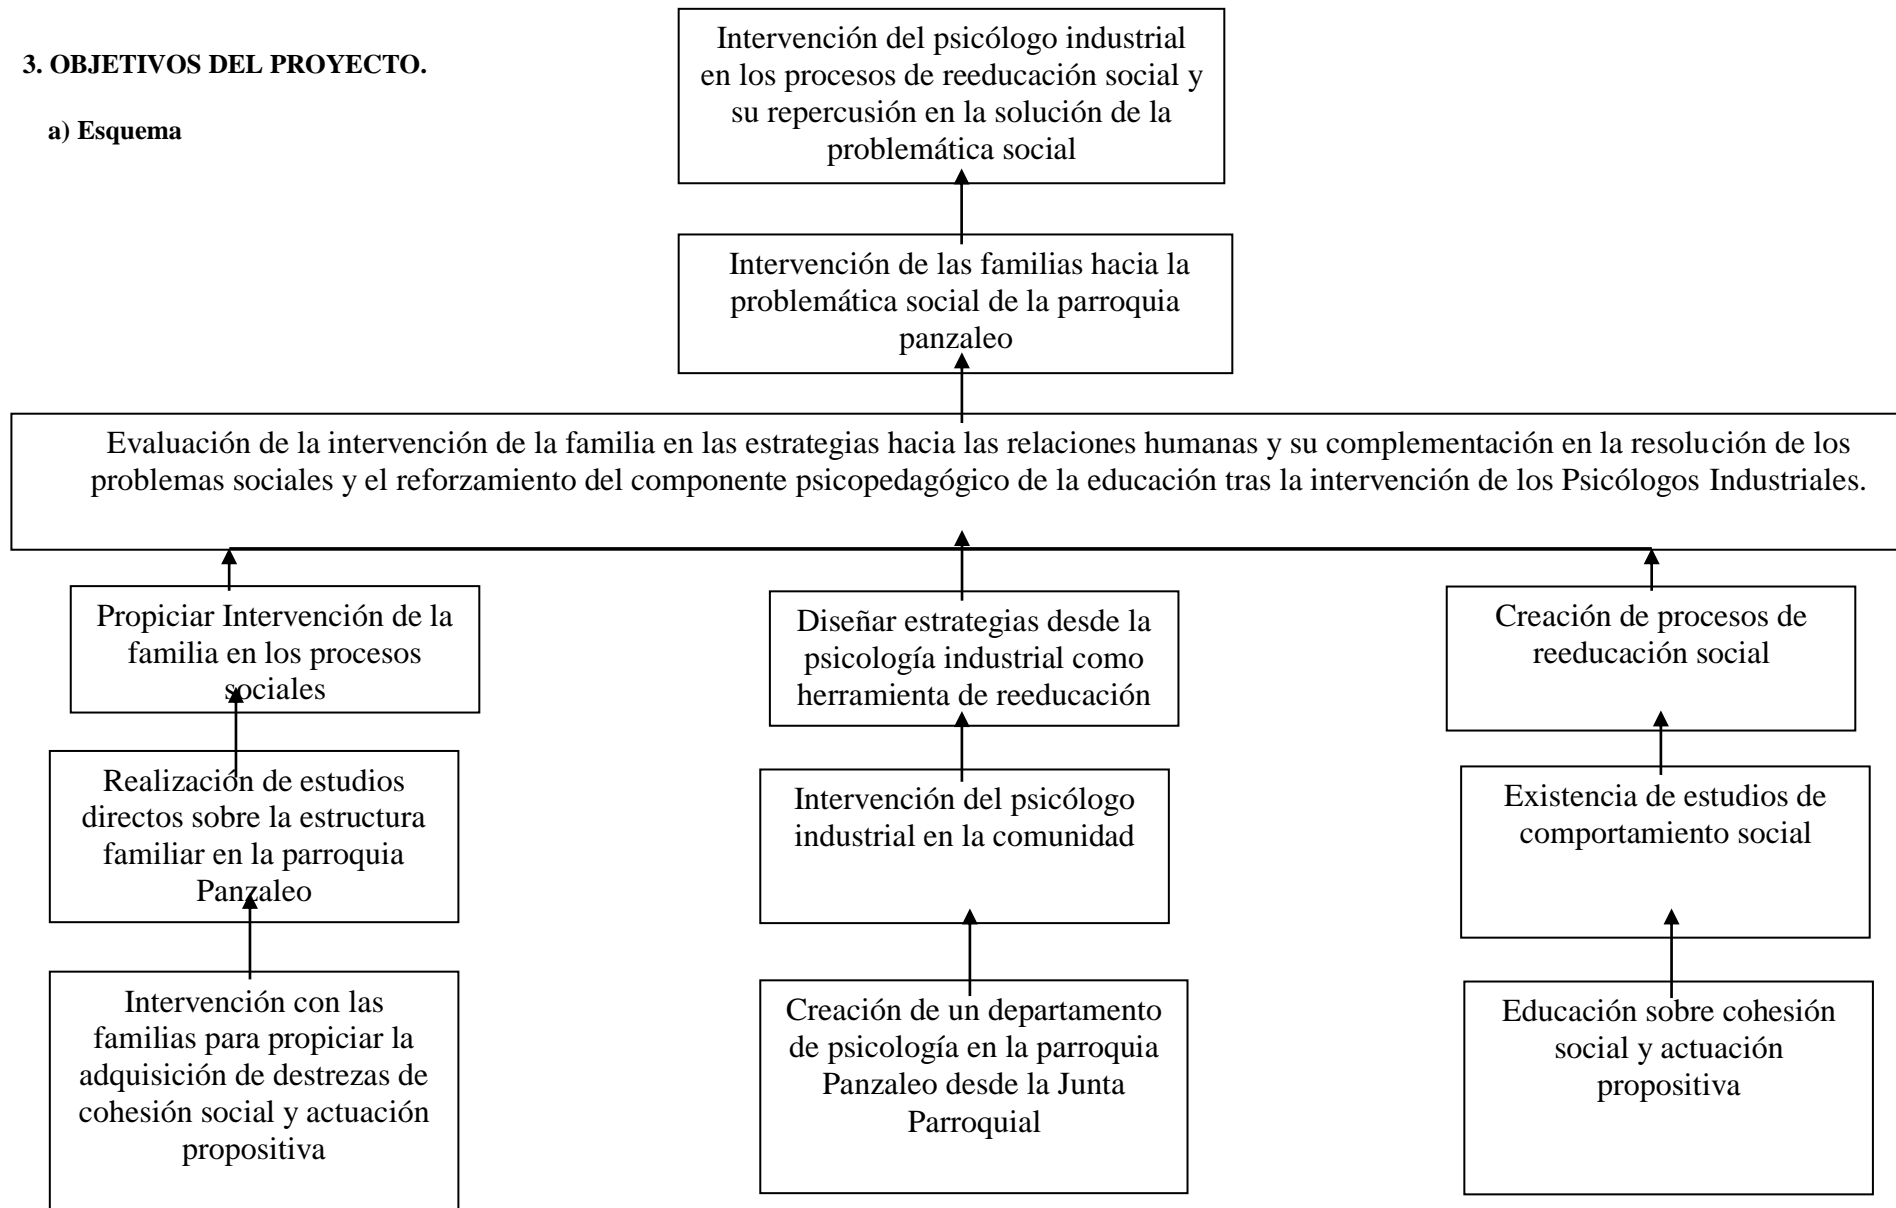 3. OBJETIVOS DEL PROYECTO.
a) Esquema
Intervención del psicólogo industrial
en los procesos de reeducación social y
su repercusión en la solución de la
problemática social
Intervención de las familias hacia la
problemática social de la parroquia
panzaleo
Evaluación de la intervención de la familia en las estrategias hacia las relaciones humanas y su complementación en la resolución de los
problemas sociales y el reforzamiento del componente psicopedagógico de la educación tras la intervención de los Psicólogos Industriales.
Propiciar Intervención de la
familia en los procesos
sociales
Diseñar estrategias desde la
psicología industrial como
herramienta de reeducación
Creación de procesos de
reeducación social
Realización de estudios
directos sobre la estructura
familiar en la parroquia
Panzaleo
Intervención del psicólogo
industrial en la comunidad
Existencia de estudios de
comportamiento social
Intervención con las
familias para propiciar la
adquisición de destrezas de
cohesión social y actuación
propositiva
Creación de un departamento
de psicología en la parroquia
Panzaleo desde la Junta
Parroquial
Educación sobre cohesión
social y actuación
propositiva